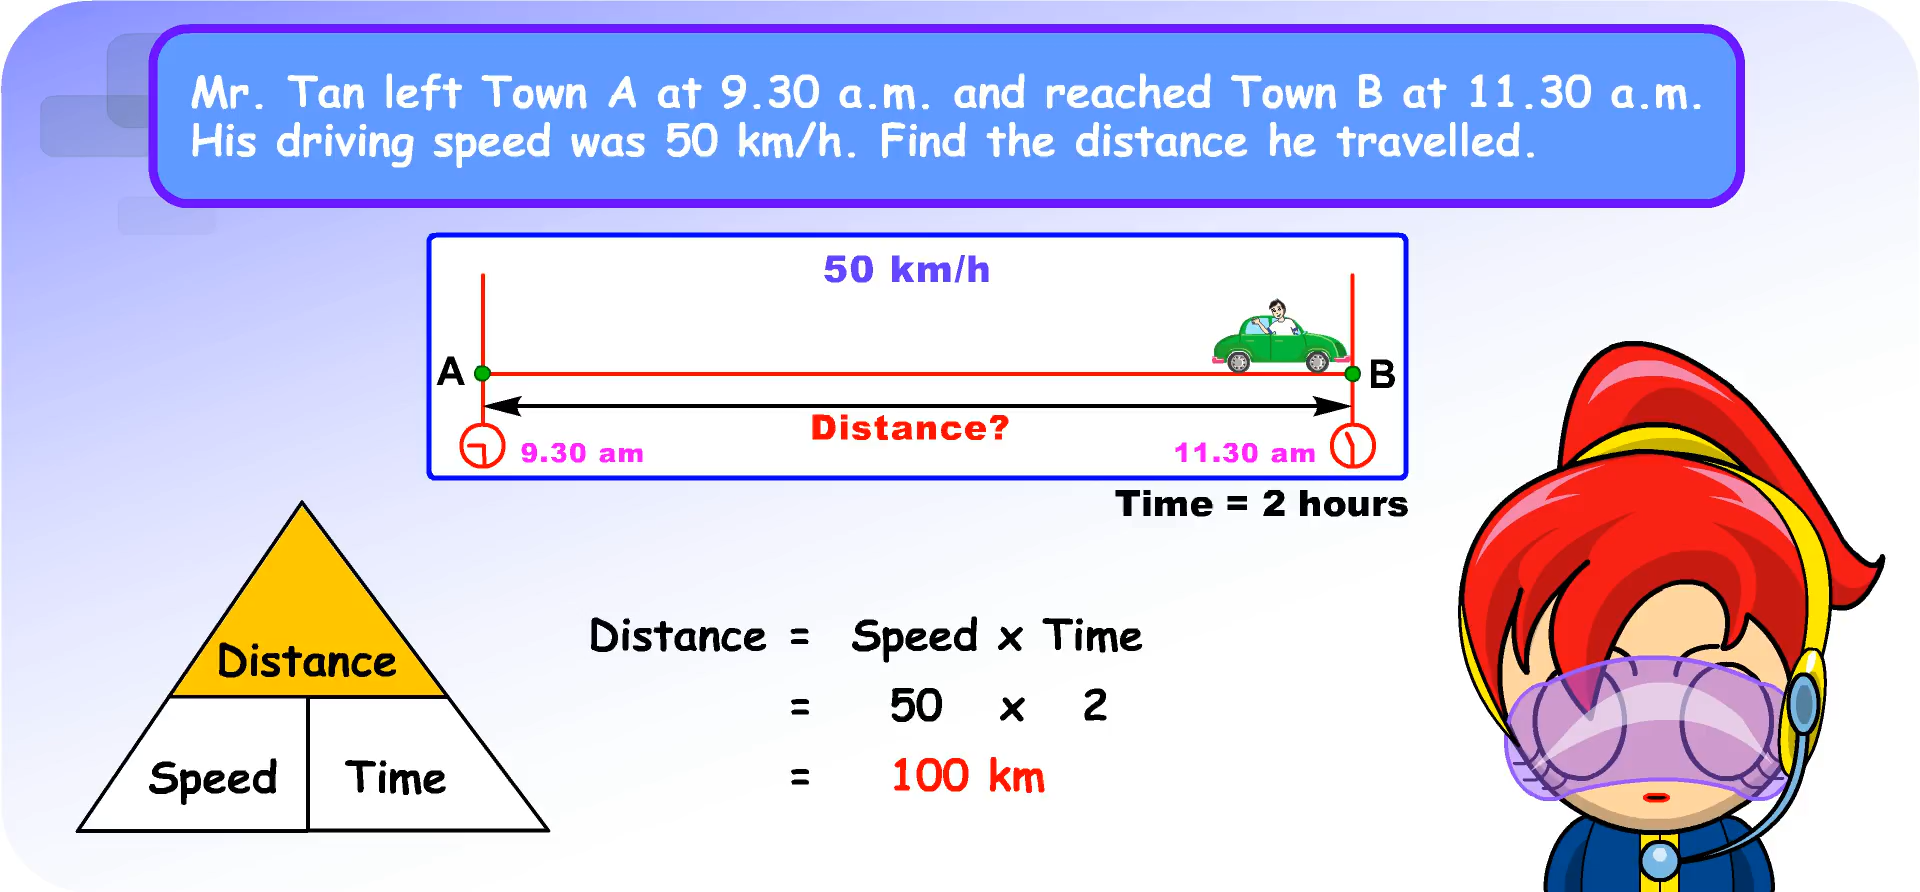 Mr. Tan left Town A at 9.30 a.m. and reached Town B at 11.30 a.m.
His driving speed was 50 km/h. Find the distance he travelled.
50 km/h
A
B
Distance?
9.30 am
11.30 am
Time = 2 hours
Distance
Speed
Time
Distance = Speed x Time
= 50 x 2
= 100 km